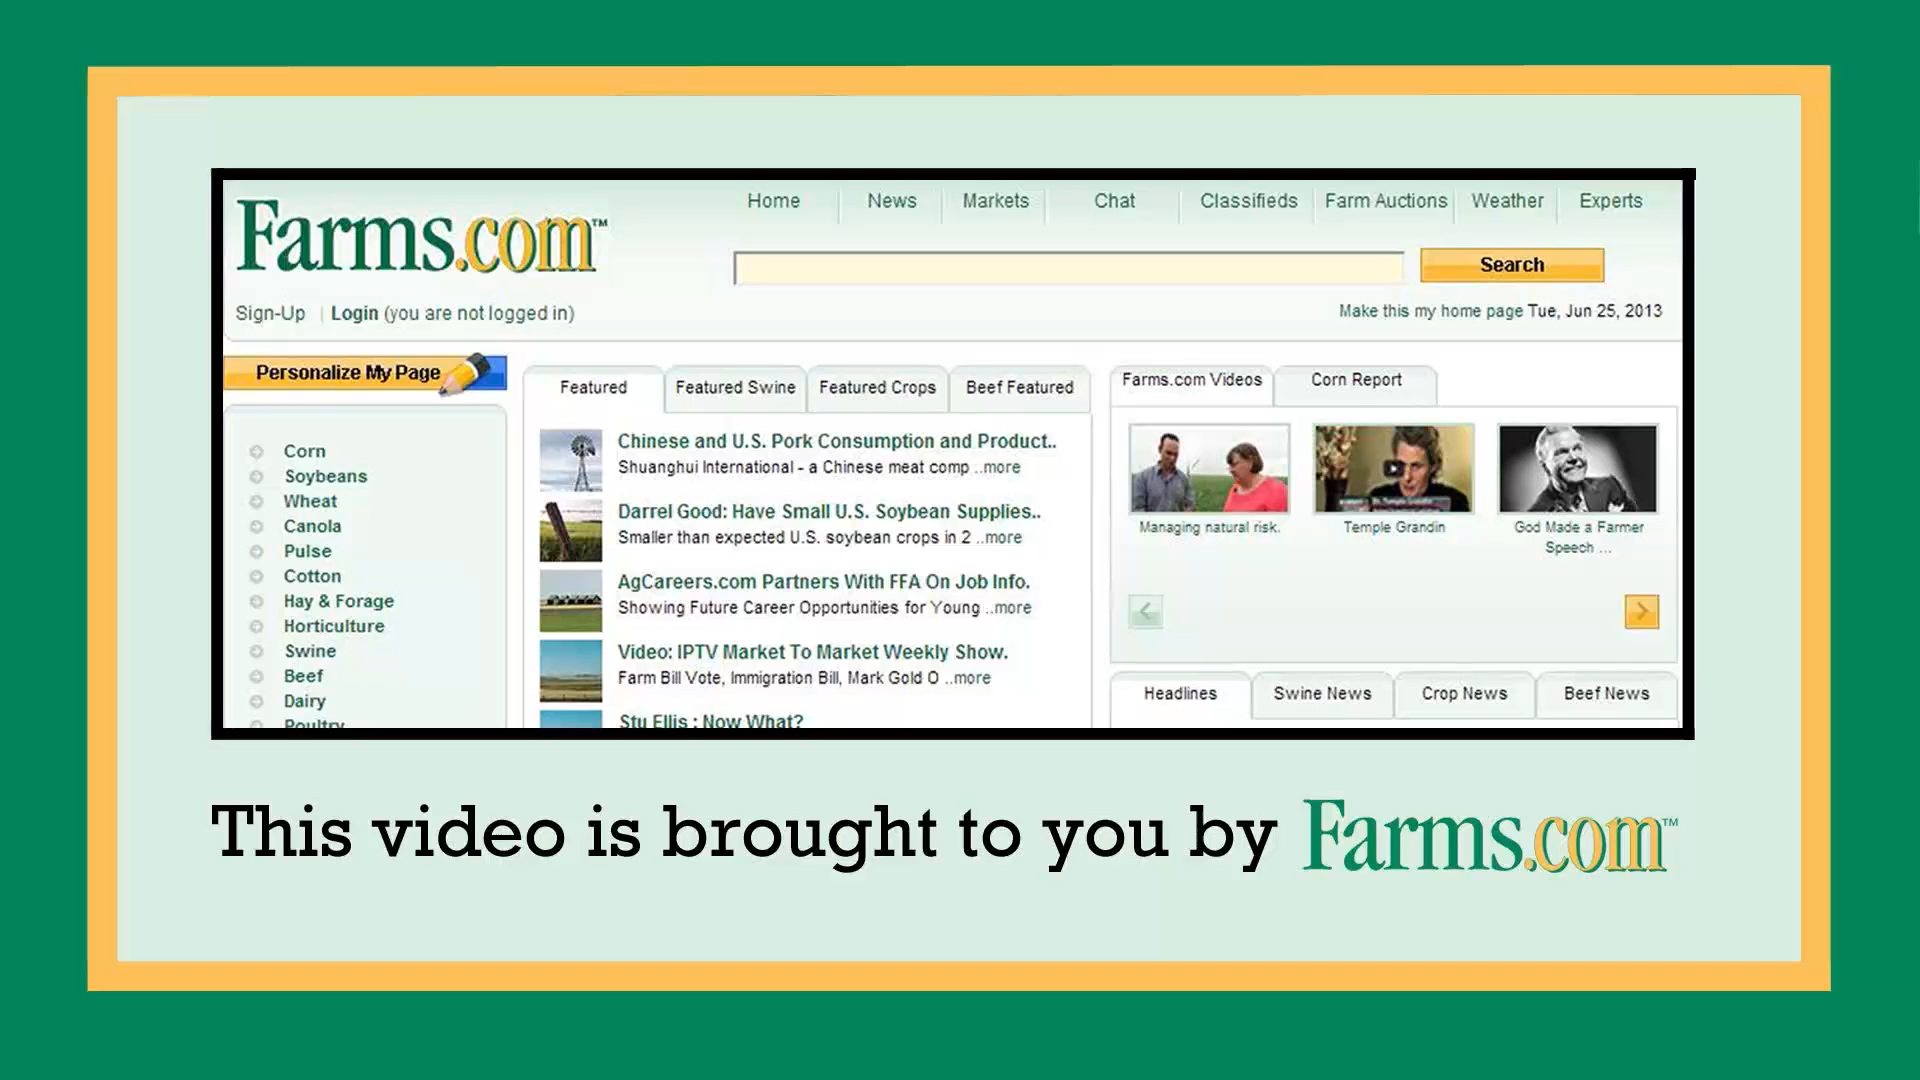 Farms.com™
Home News Markets Chat Classifieds Farm Auctions Weather Experts
Search
Sign-Up | Login (you are not logged in)
Make this my home page Tue, Jun 25, 2013
Personalize My Page
Corn
Soybeans
Wheat
Canola
Pulse
Cotton
Hay & Forage
Horticulture
Swine
Beef
Dairy
Poultry
Featured Featured Swine Featured Crops Beef Featured
Chinese and U.S. Pork Consumption and Product..
Shuanghui International - a Chinese meat comp ..more
Darrel Good: Have Small U.S. Soybean Supplies..
Smaller than expected U.S. soybean crops in 2 ..more
AgCareers.com Partners With FFA On Job Info.
Showing Future Career Opportunities for Young ..more
Video: IPTV Market To Market Weekly Show.
Farm Bill Vote, Immigration Bill, Mark Gold O ..more
Stu Ellis : Now What?
Farms.com Videos Corn Report
Managing natural risk.
Temple Grandin
God Made a Farmer
Speech ...
Headlines Swine News Crop News Beef News
This video is brought to you by Farms.com™